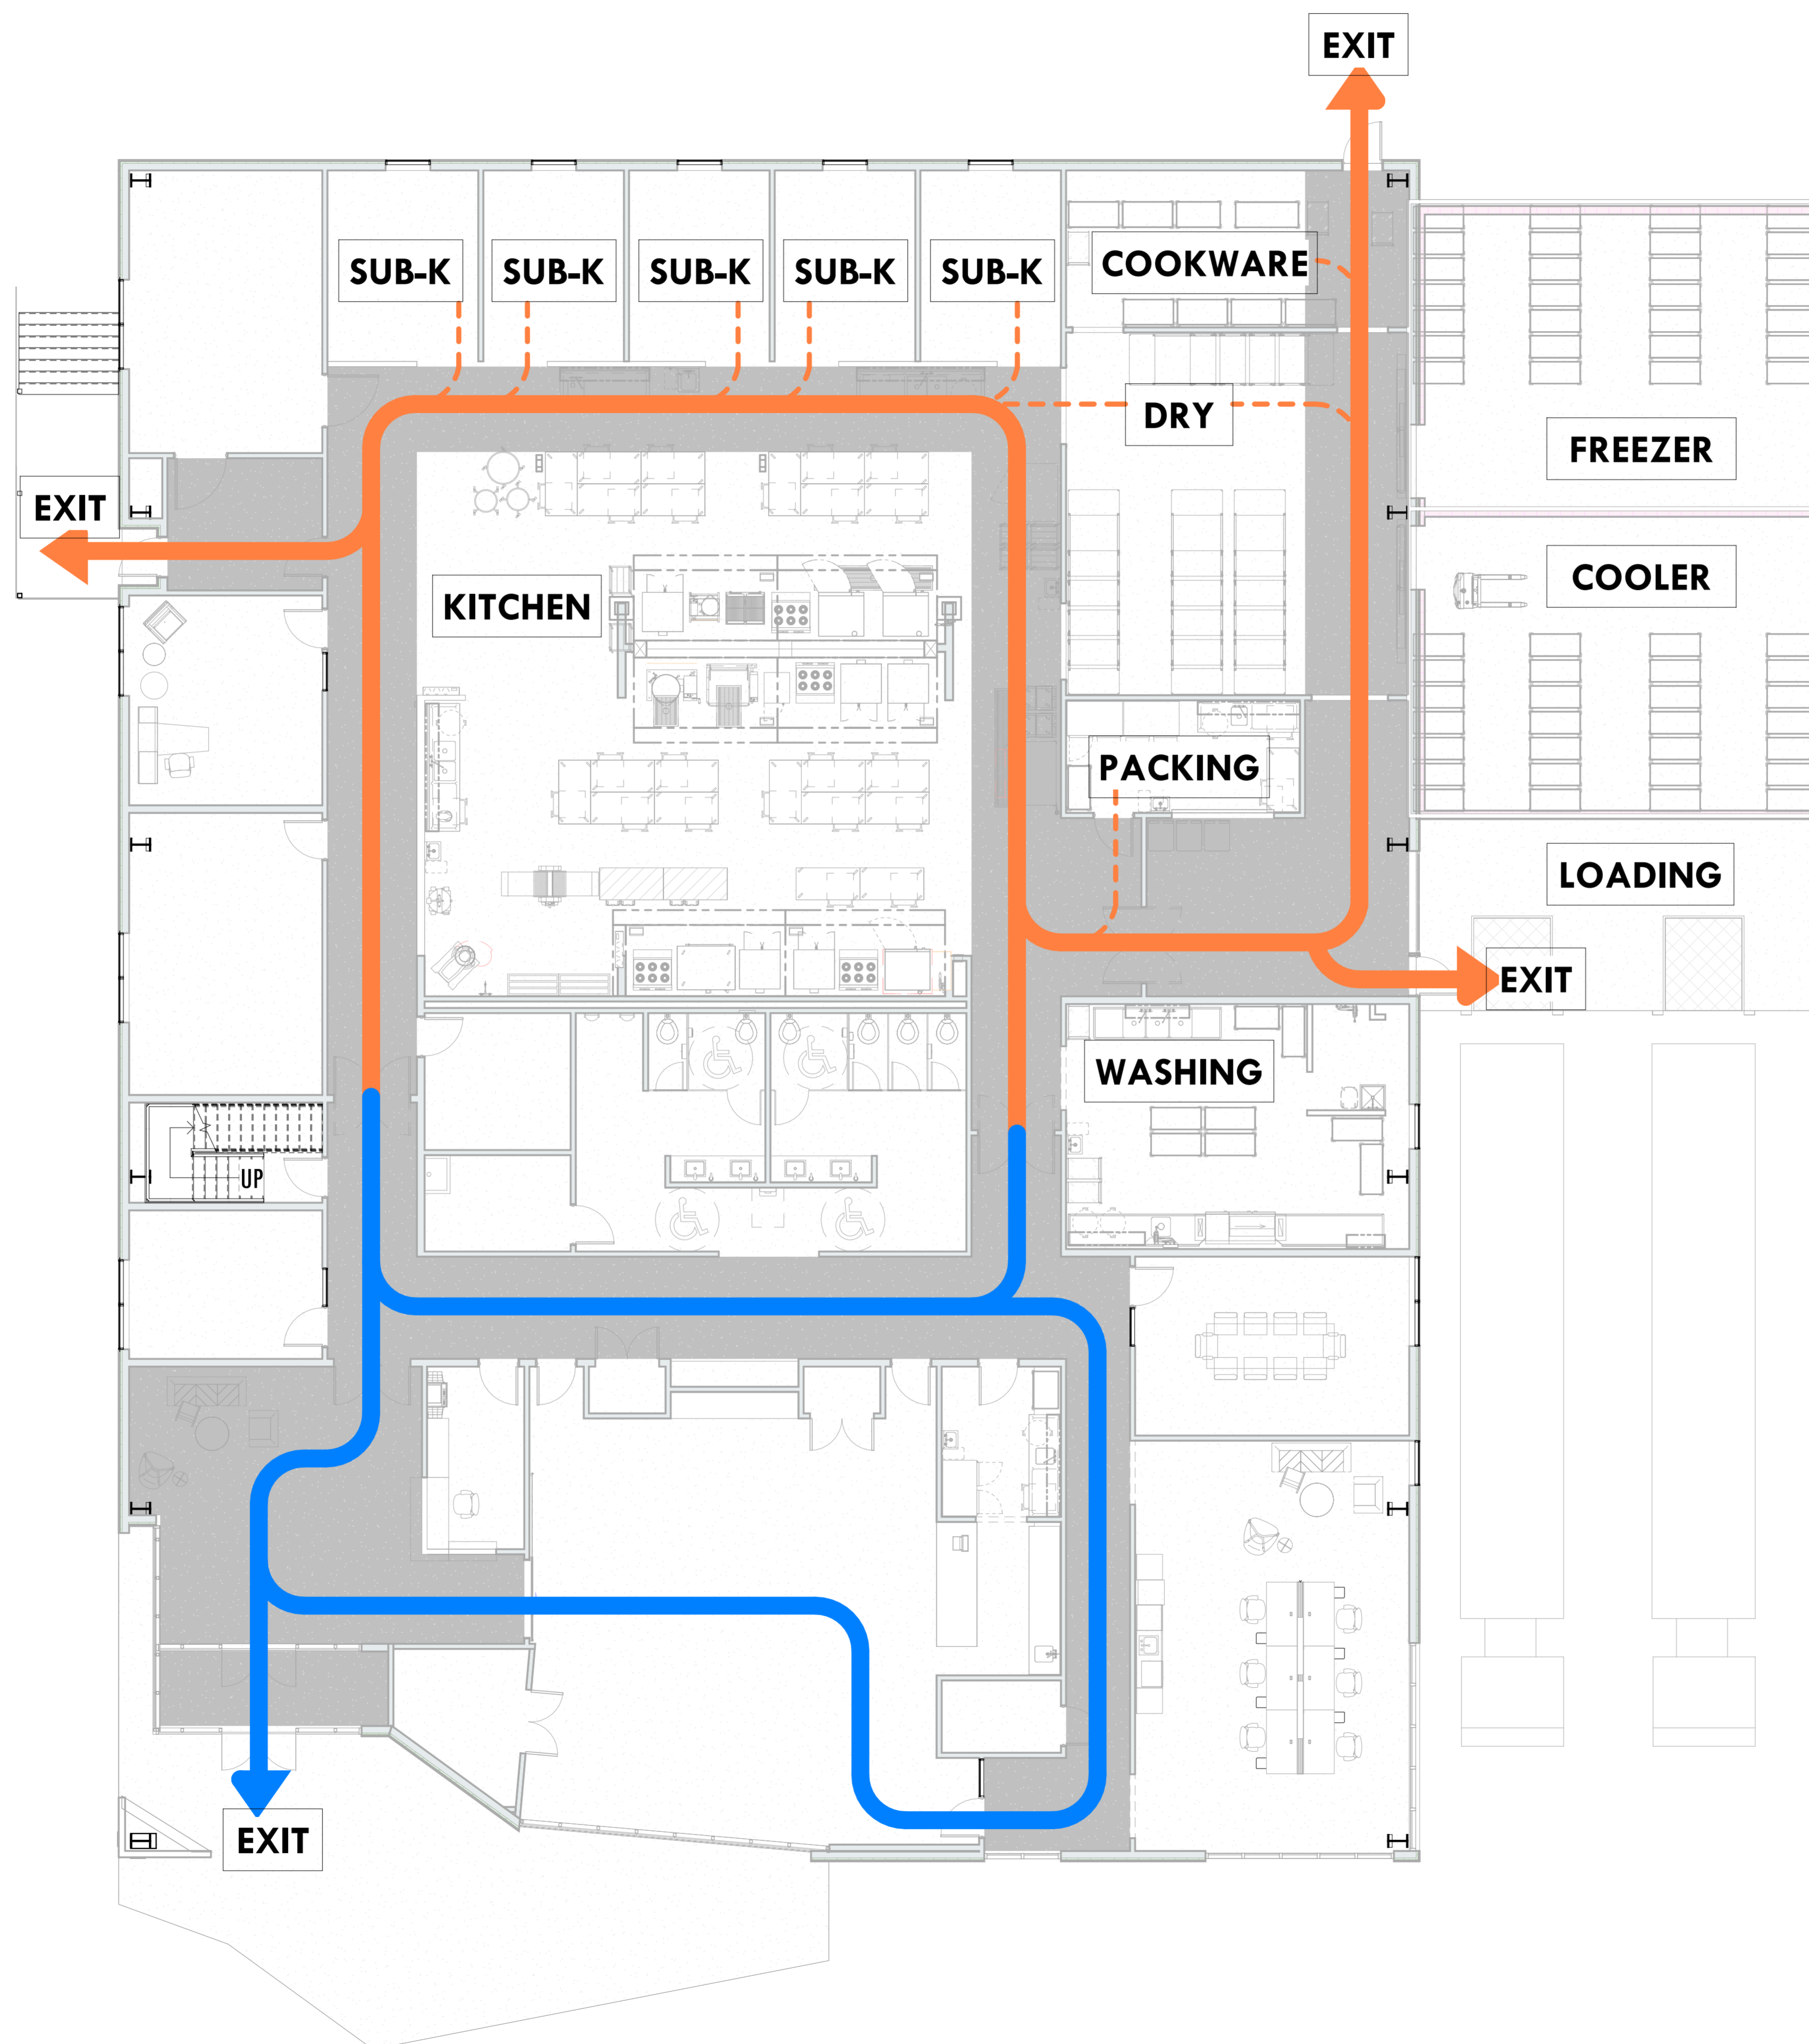 EXIT
SUB-K
SUB-K
SUB-K
SUB-K
SUB-K
COOKWARE
DRY
FREEZER
EXIT
KITCHEN
COOLER
PACKING
LOADING
EXIT
WASHING
UP
EXIT